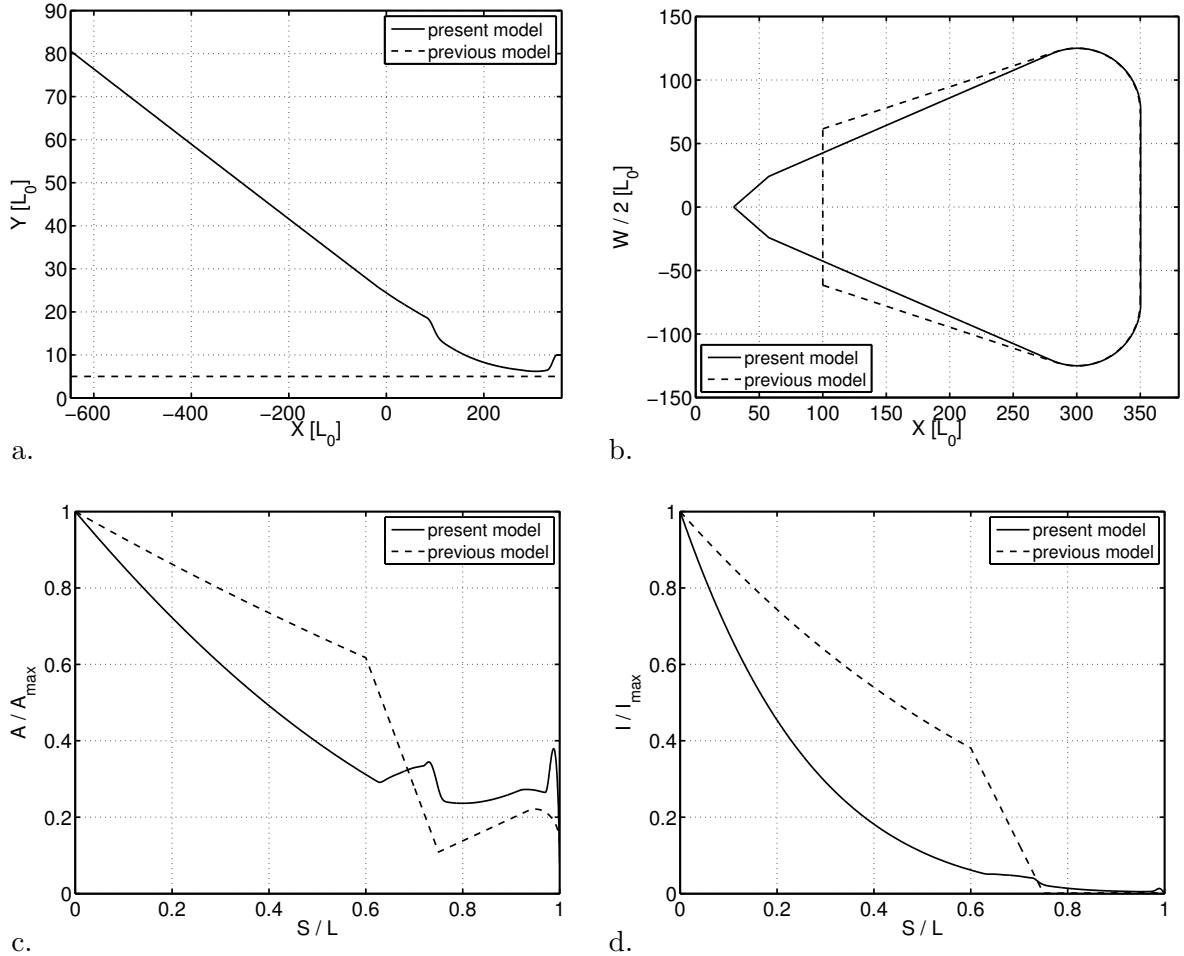 90
80
70
60
50
40
30
20
10
0
Y [L0]
−600
−400
−200
0
200
X [L0]
present model
previous model
a.
150
100
50
0
−50
−100
−150
W / 2 [L0]
0
50
100
150
200
250
300
350
X [L0]
present model
previous model
b.
1
0.8
0.6
0.4
0.2
0
A / Amax
0
0.2
0.4
0.6
0.8
1
S / L
present model
previous model
c.
1
0.8
0.6
0.4
0.2
0
I / Imax
0
0.2
0.4
0.6
0.8
1
S / L
present model
previous model
d.